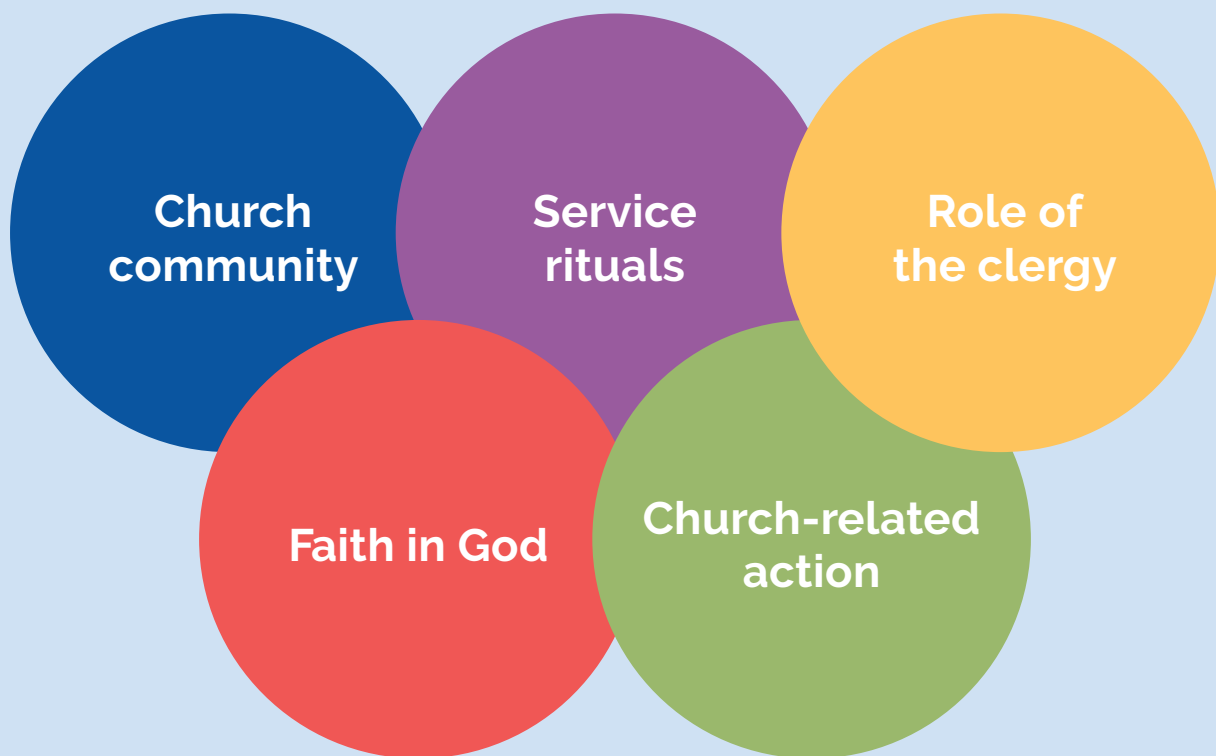 Church
community
Service
rituals
Role of
the clergy
Faith in God
Church-related
action